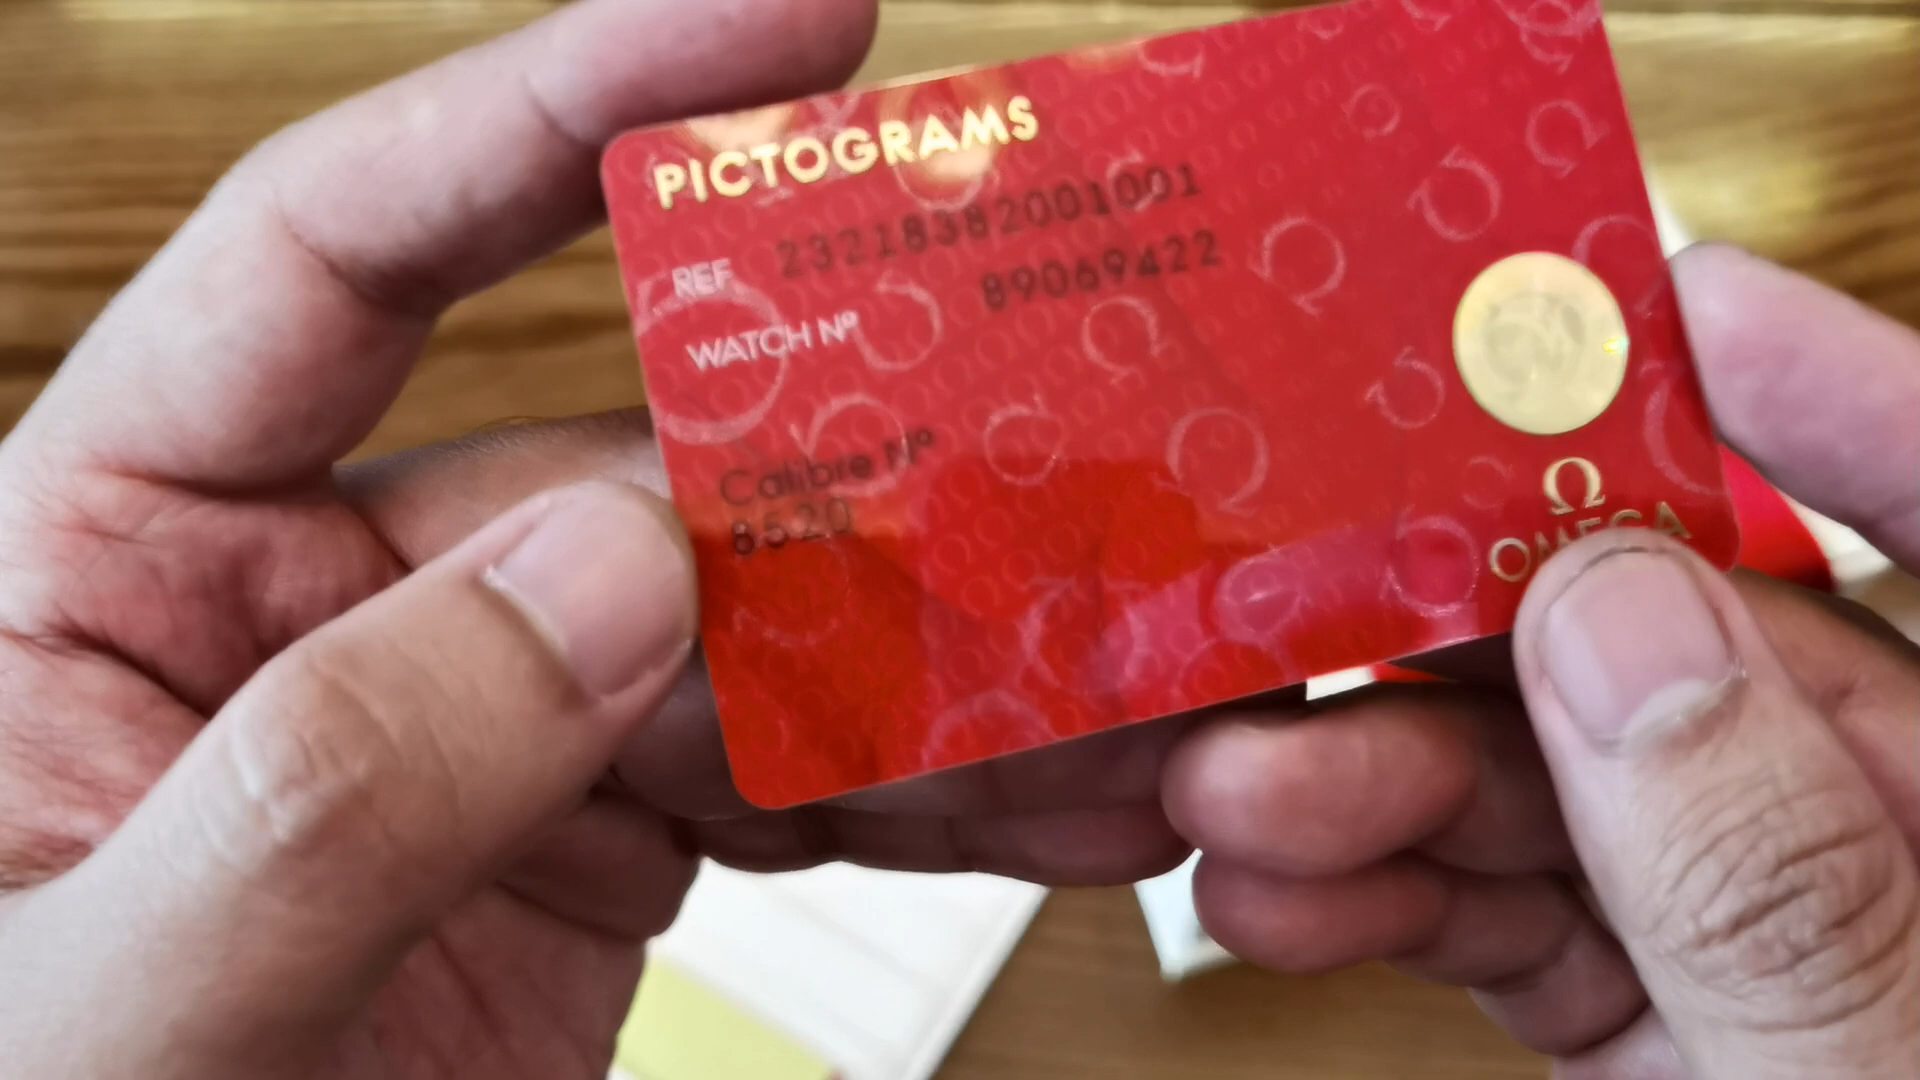 PICTOGRAMS
REF. 23218382001001
WATCH Nº 89069422
Calibre Nº
8520
Ω
OMEGA